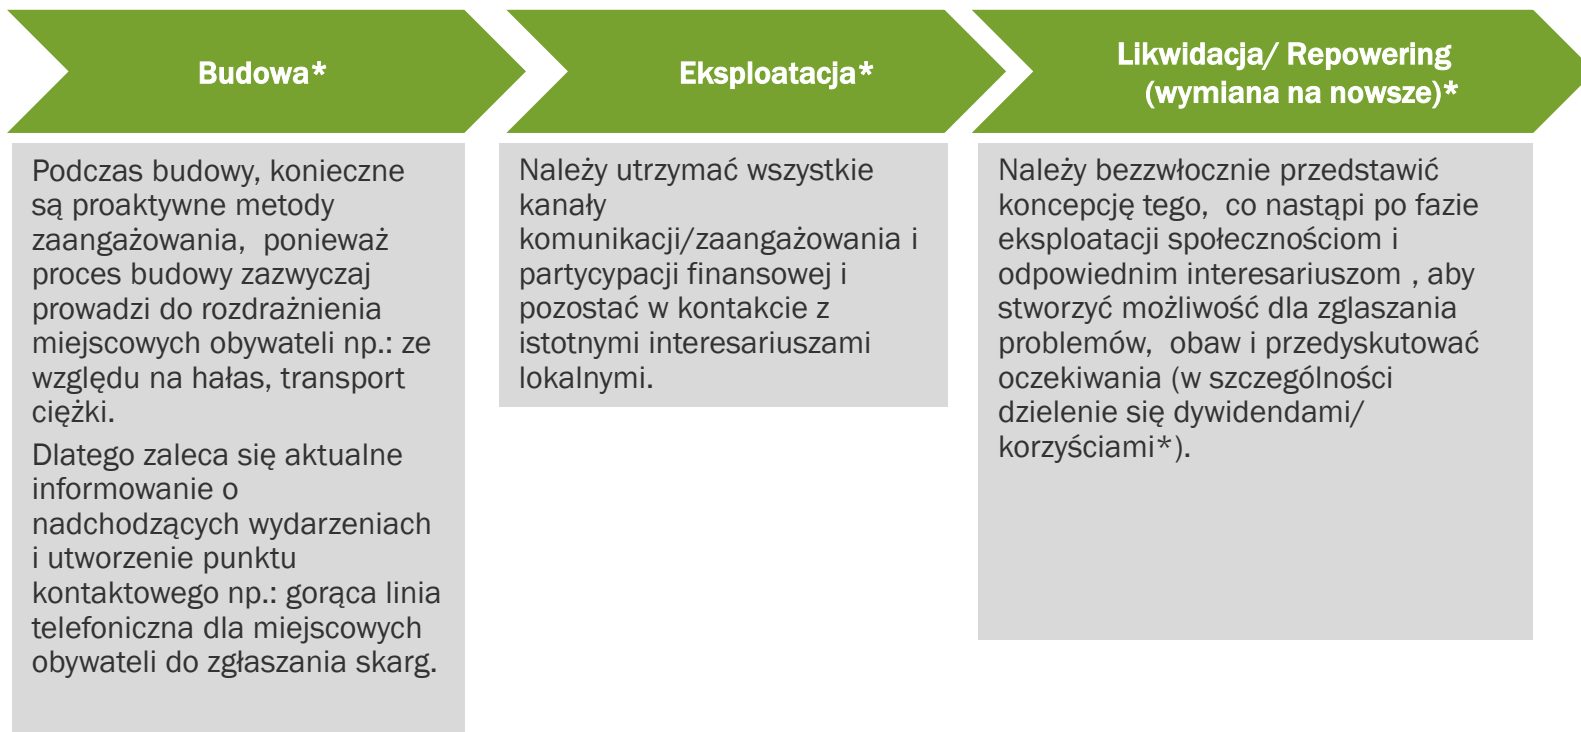 Budowa*
Podczas budowy, konieczne
są proaktywne metody
zaangażowania, ponieważ
proces budowy zazwyczaj
prowadzi do rozdrażnienia
miejscowych obywateli np.: ze
względu na hałas, transport
ciężki.
Dlatego zaleca się aktualne
informowanie o
nadchodzących wydarzeniach
i utworzenie punktu
kontaktowego np.: gorąca linia
telefoniczna dla miejscowych
obywateli do zgłaszania skarg.
Eksploatacja*
Należy utrzymać wszystkie
kanały
komunikacji/zaangażowania i
partycypacji finansowej i
pozostać w kontakcie z
istotnymi interesariuszami
lokalnymi.
Likwidacja/ Repowering
(wymiana na nowsze)*
Należy bezzwłocznie przedstawić
koncepcję tego, co nastąpi po fazie
eksploatacji społecznościom i
odpowiednim interesariuszom , aby
stworzyć możliwość dla zglaszania
problemów, obaw i przedyskutować
oczekiwania (w szczególności
dzielenie się dywidendami/
korzyściami*).